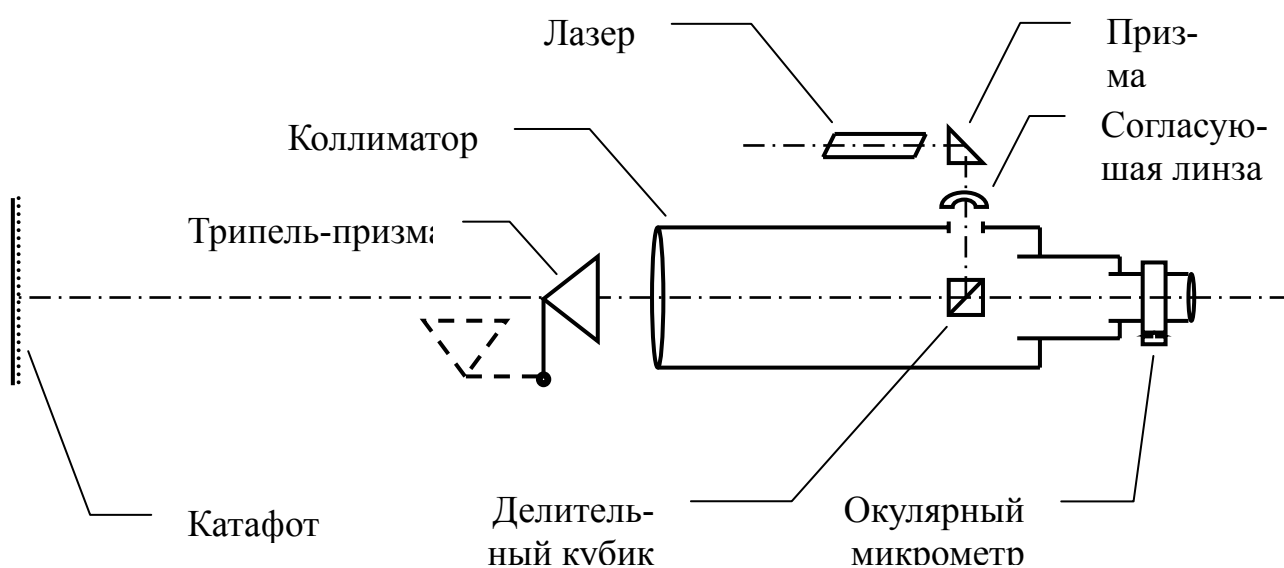 Лазер
Приз-
ма
Коллиматор
Согласую-
шая линза
Трипель-призма
Катафот
Делитель-
ный кубик
Окулярный
микрометр